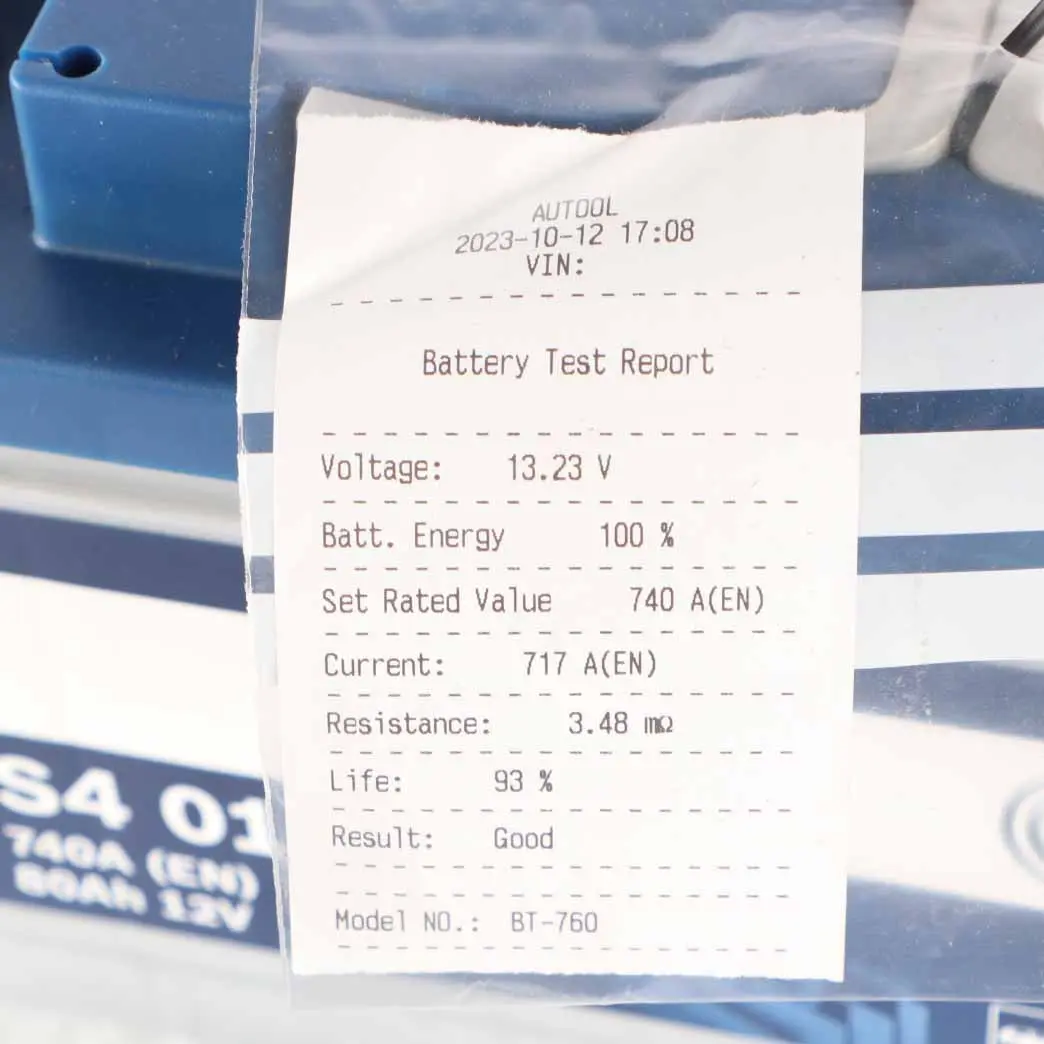 AUTOOL
2023-10-12 17:08
VIN:
Battery Test Report
Voltage: 13.23 V
Batt. Energy 100 %
Set Rated Value 740 A(EN)
Current: 717 A(EN)
Resistance: 3.48 mΩ
Life: 93 %
Result: Good
Model NO.: BT-760
S4 01
740A (EN)
80Ah 12V